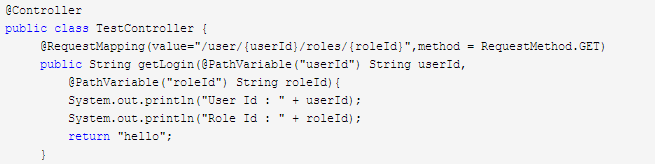 @Controller
public class TestController {
@RequestMapping(value="/user/{userId}/roles/{roleId}",method = RequestMethod.GET)
public String getLogin(@PathVariable("userId") String userId,
@PathVariable("roleId") String roleId){
System.out.println("User Id : " + userId);
System.out.println("Role Id : " + roleId);
return "hello";
}